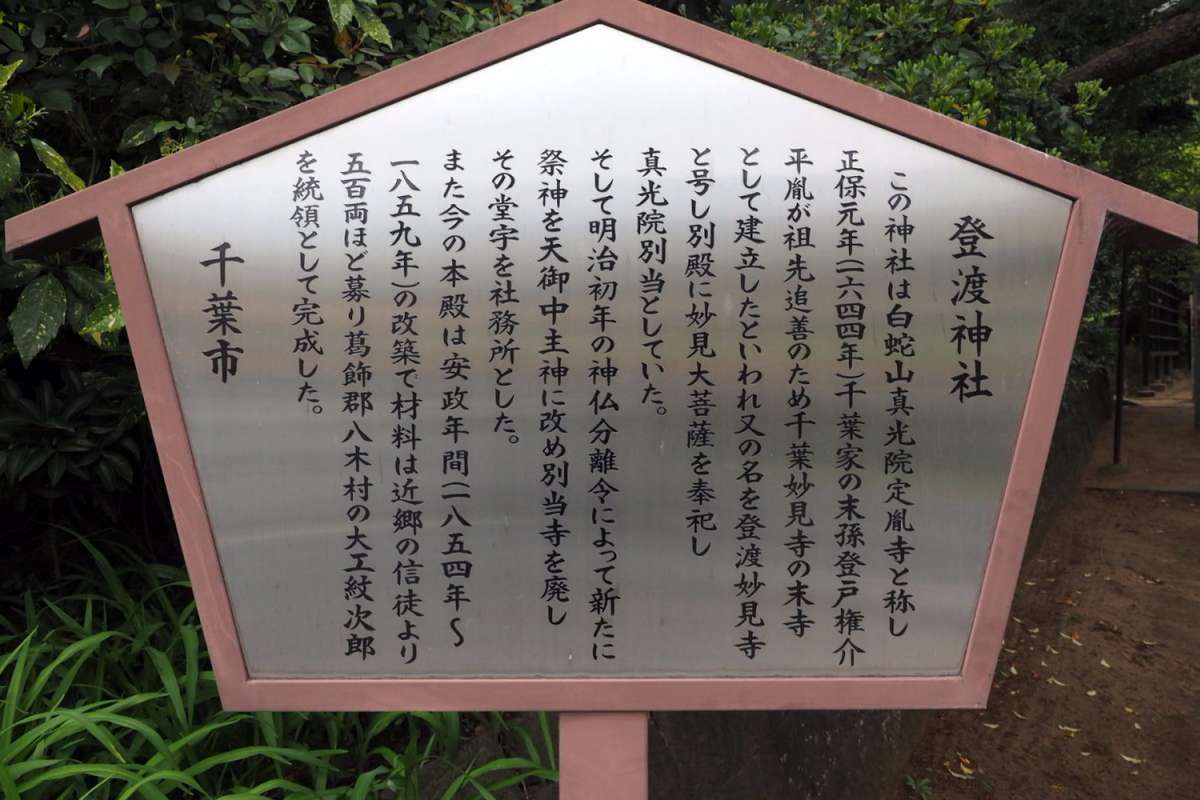 登渡神社
この神社は白蛇山真光院定胤寺と称し
正保元年(一六四四年)千葉家の末孫登戸権介
平胤が祖先追善のため千葉妙見寺の末寺
として建立したといわれ又の名を登渡妙見寺
と号し別殿に妙見大菩薩を奉祀し
真光院別当としていた。
そして明治初年の神仏分離令によって新たに
祭神を天御中主神に改め別当寺を廃し
その堂宇を社務所とした。
また今の本殿は安政年間(一八五四年〜
一八五九年)の改築で材料は近郷の信徒より
五百両ほど募り葛飾郡八木村の大工紋次郎
を統領として完成した。
千葉市